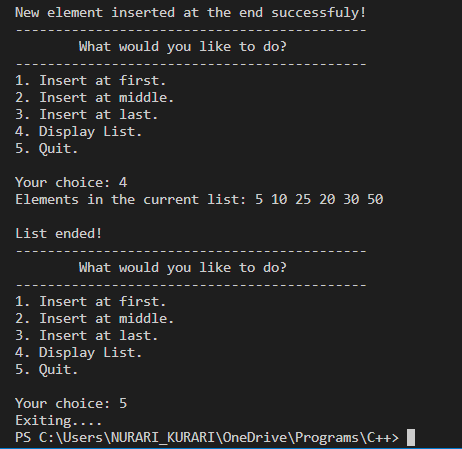 New element inserted at the end successfuly!
--------------------------------------------
What would you like to do?
--------------------------------------------
1. Insert at first.
2. Insert at middle.
3. Insert at last.
4. Display List.
5. Quit.
Your choice: 4
Elements in the current list: 5 10 25 20 30 50
List ended!
--------------------------------------------
What would you like to do?
--------------------------------------------
1. Insert at first.
2. Insert at middle.
3. Insert at last.
4. Display List.
5. Quit.
Your choice: 5
Exiting....
PS C:\Users\NURARI_KURARI\OneDrive\Programs\C++>